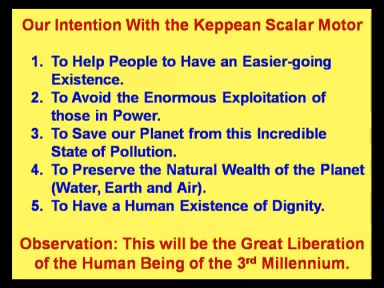 Our Intention With the Keppean Scalar Motor
1. To Help People to Have an Easier-going
Existence.
2. To Avoid the Enormous Exploitation of
those in Power.
3. To Save our Planet from this Incredible
State of Pollution.
4. To Preserve the Natural Wealth of the Planet
(Water, Earth and Air).
5. To Have a Human Existence of Dignity.
Observation: This will be the Great Liberation
of the Human Being of the 3rd Millennium.